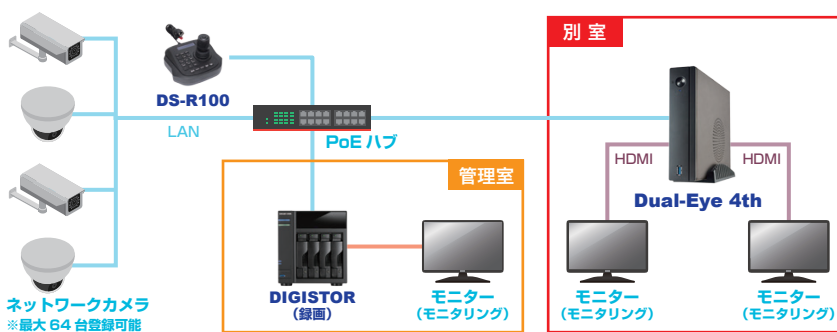 別室
DS-R100
LAN
PoE ハブ
HDMI
HDMI
管理室
Dual-Eye 4th
DIGISTOR
（録画）
モニター
（モニタリング）
モニター
（モニタリング）
モニター
（モニタリング）
ネットワークカメラ
※最大 64 台登録可能